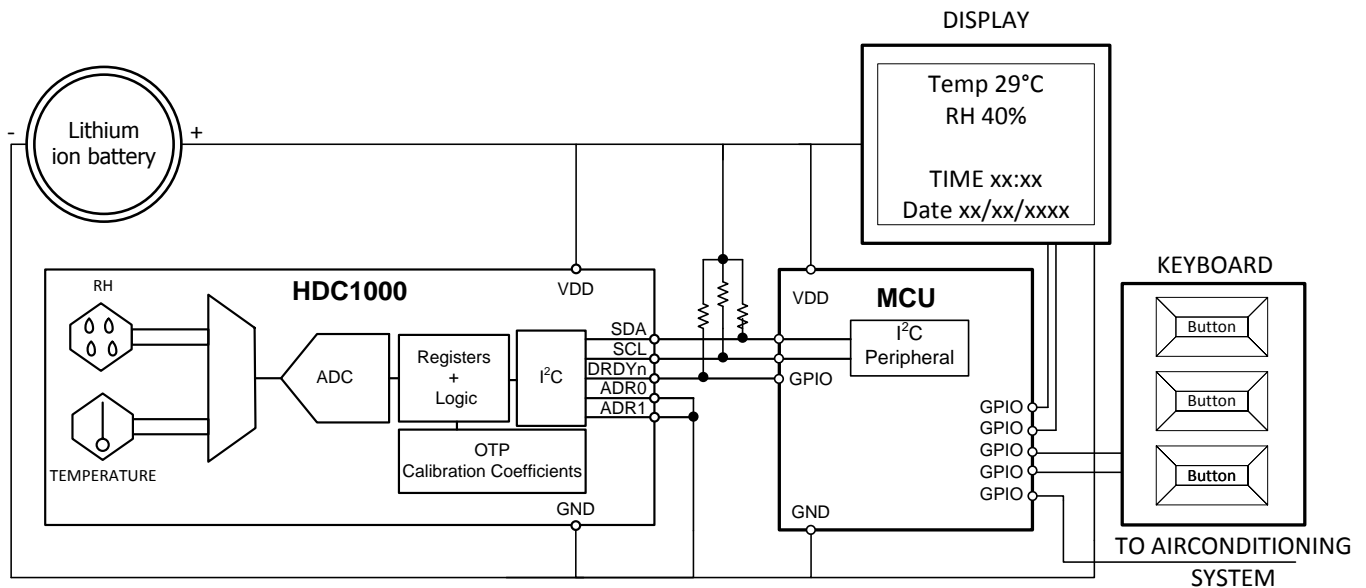 DISPLAY
Temp 29°C
RH 40%
TIME xx:xx
Date xx/xx/xxxx
-
Lithium
ion battery
+
KEYBOARD
Button
Button
Button
HDC1000
VDD
RH
TEMPERATURE
ADC
Registers
+
Logic
I²C
OTP
Calibration Coefficients
SDA
SCL
DRDYn
ADR0
ADR1
GND
MCU
VDD
I²C
Peripheral
GPIO
GPIO
GPIO
GPIO
GPIO
GPIO
GND
TO AIRCONDITIONING
SYSTEM